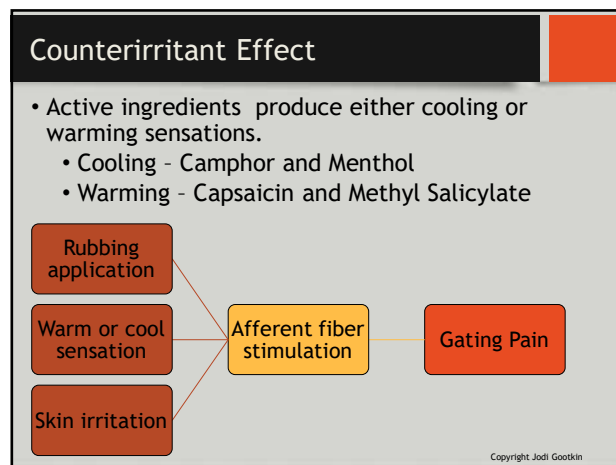 Counterirritant Effect
• Active ingredients  produce either cooling or
warming sensations.
• Cooling – Camphor and Menthol
• Warming – Capsaicin and Methyl Salicylate
Rubbing
application
Warm or cool
sensation
Skin irritation
Afferent fiber
stimulation
Gating Pain
Copyright Jodi Gootkin